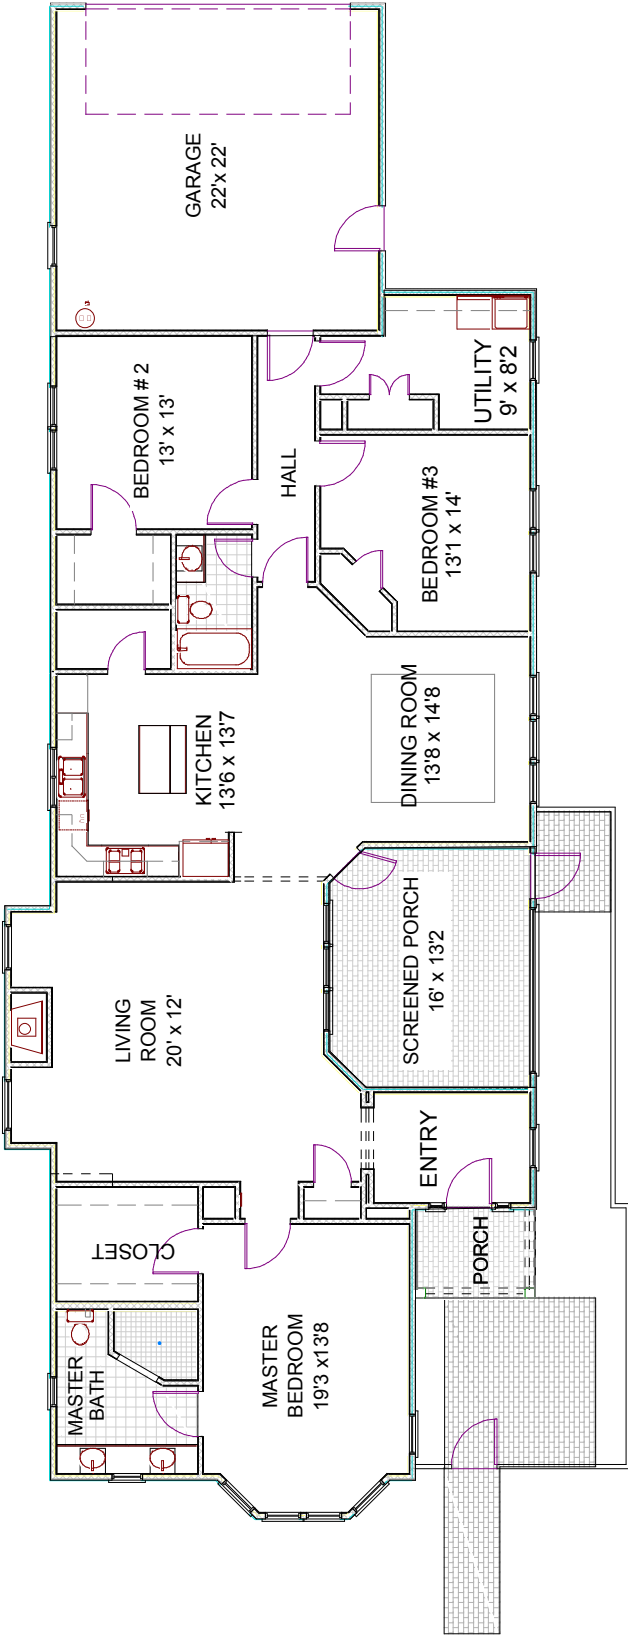 GARAGE
22'x 22'
BEDROOM # 2
13' x 13'
UTILITY
9' x 8'2
HALL
BEDROOM #3
13'1 x 14'
KITCHEN
13'6 x 13'7
DINING ROOM
13'8 x 14'8
LIVING
ROOM
20' x 12'
SCREENED PORCH
16' x 13'2
ENTRY
CLOSET
PORCH
MASTER
BEDROOM
19'3 x13'8
MASTER
BATH